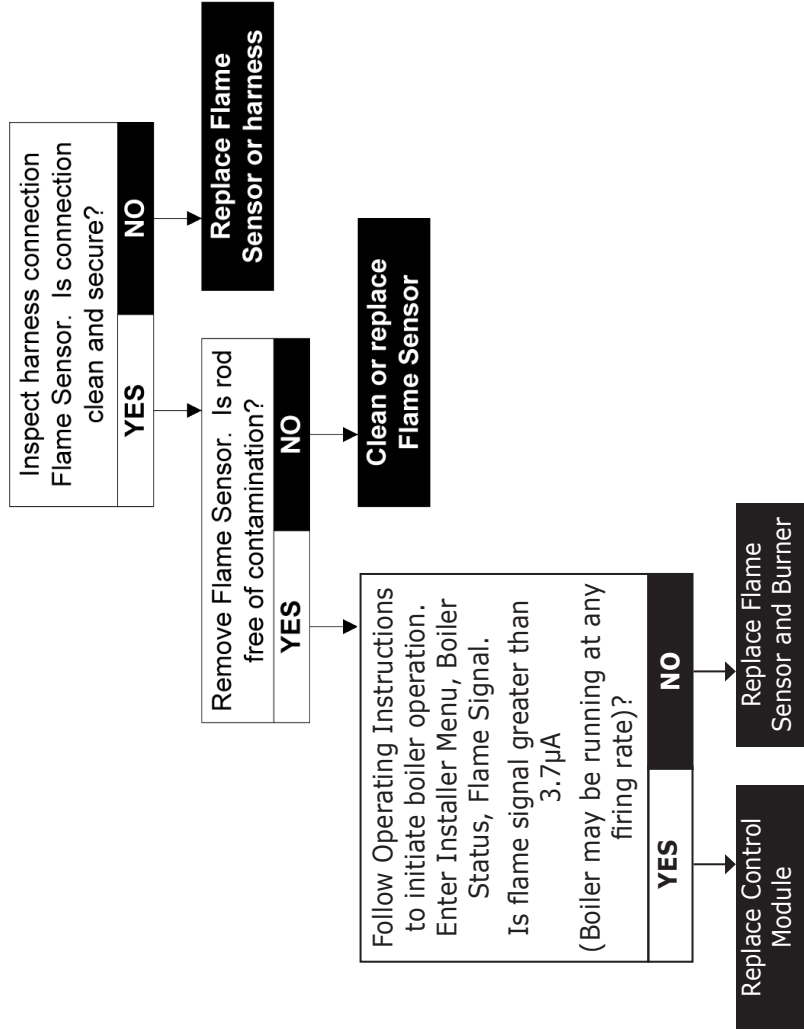 Inspect harness connection
Flame Sensor. Is connection
clean and secure?
YES
NO
Replace Flame
Sensor or harness
Remove Flame Sensor. Is rod
free of contamination?
YES
NO
Clean or replace
Flame Sensor
Follow Operating Instructions
to initiate boiler operation.
Enter Installer Menu, Boiler
Status, Flame Signal.
Is flame signal greater than
3.7µA
(Boiler may be running at any
firing rate)?
YES
NO
Replace Control
Module
Replace Flame
Sensor and Burner